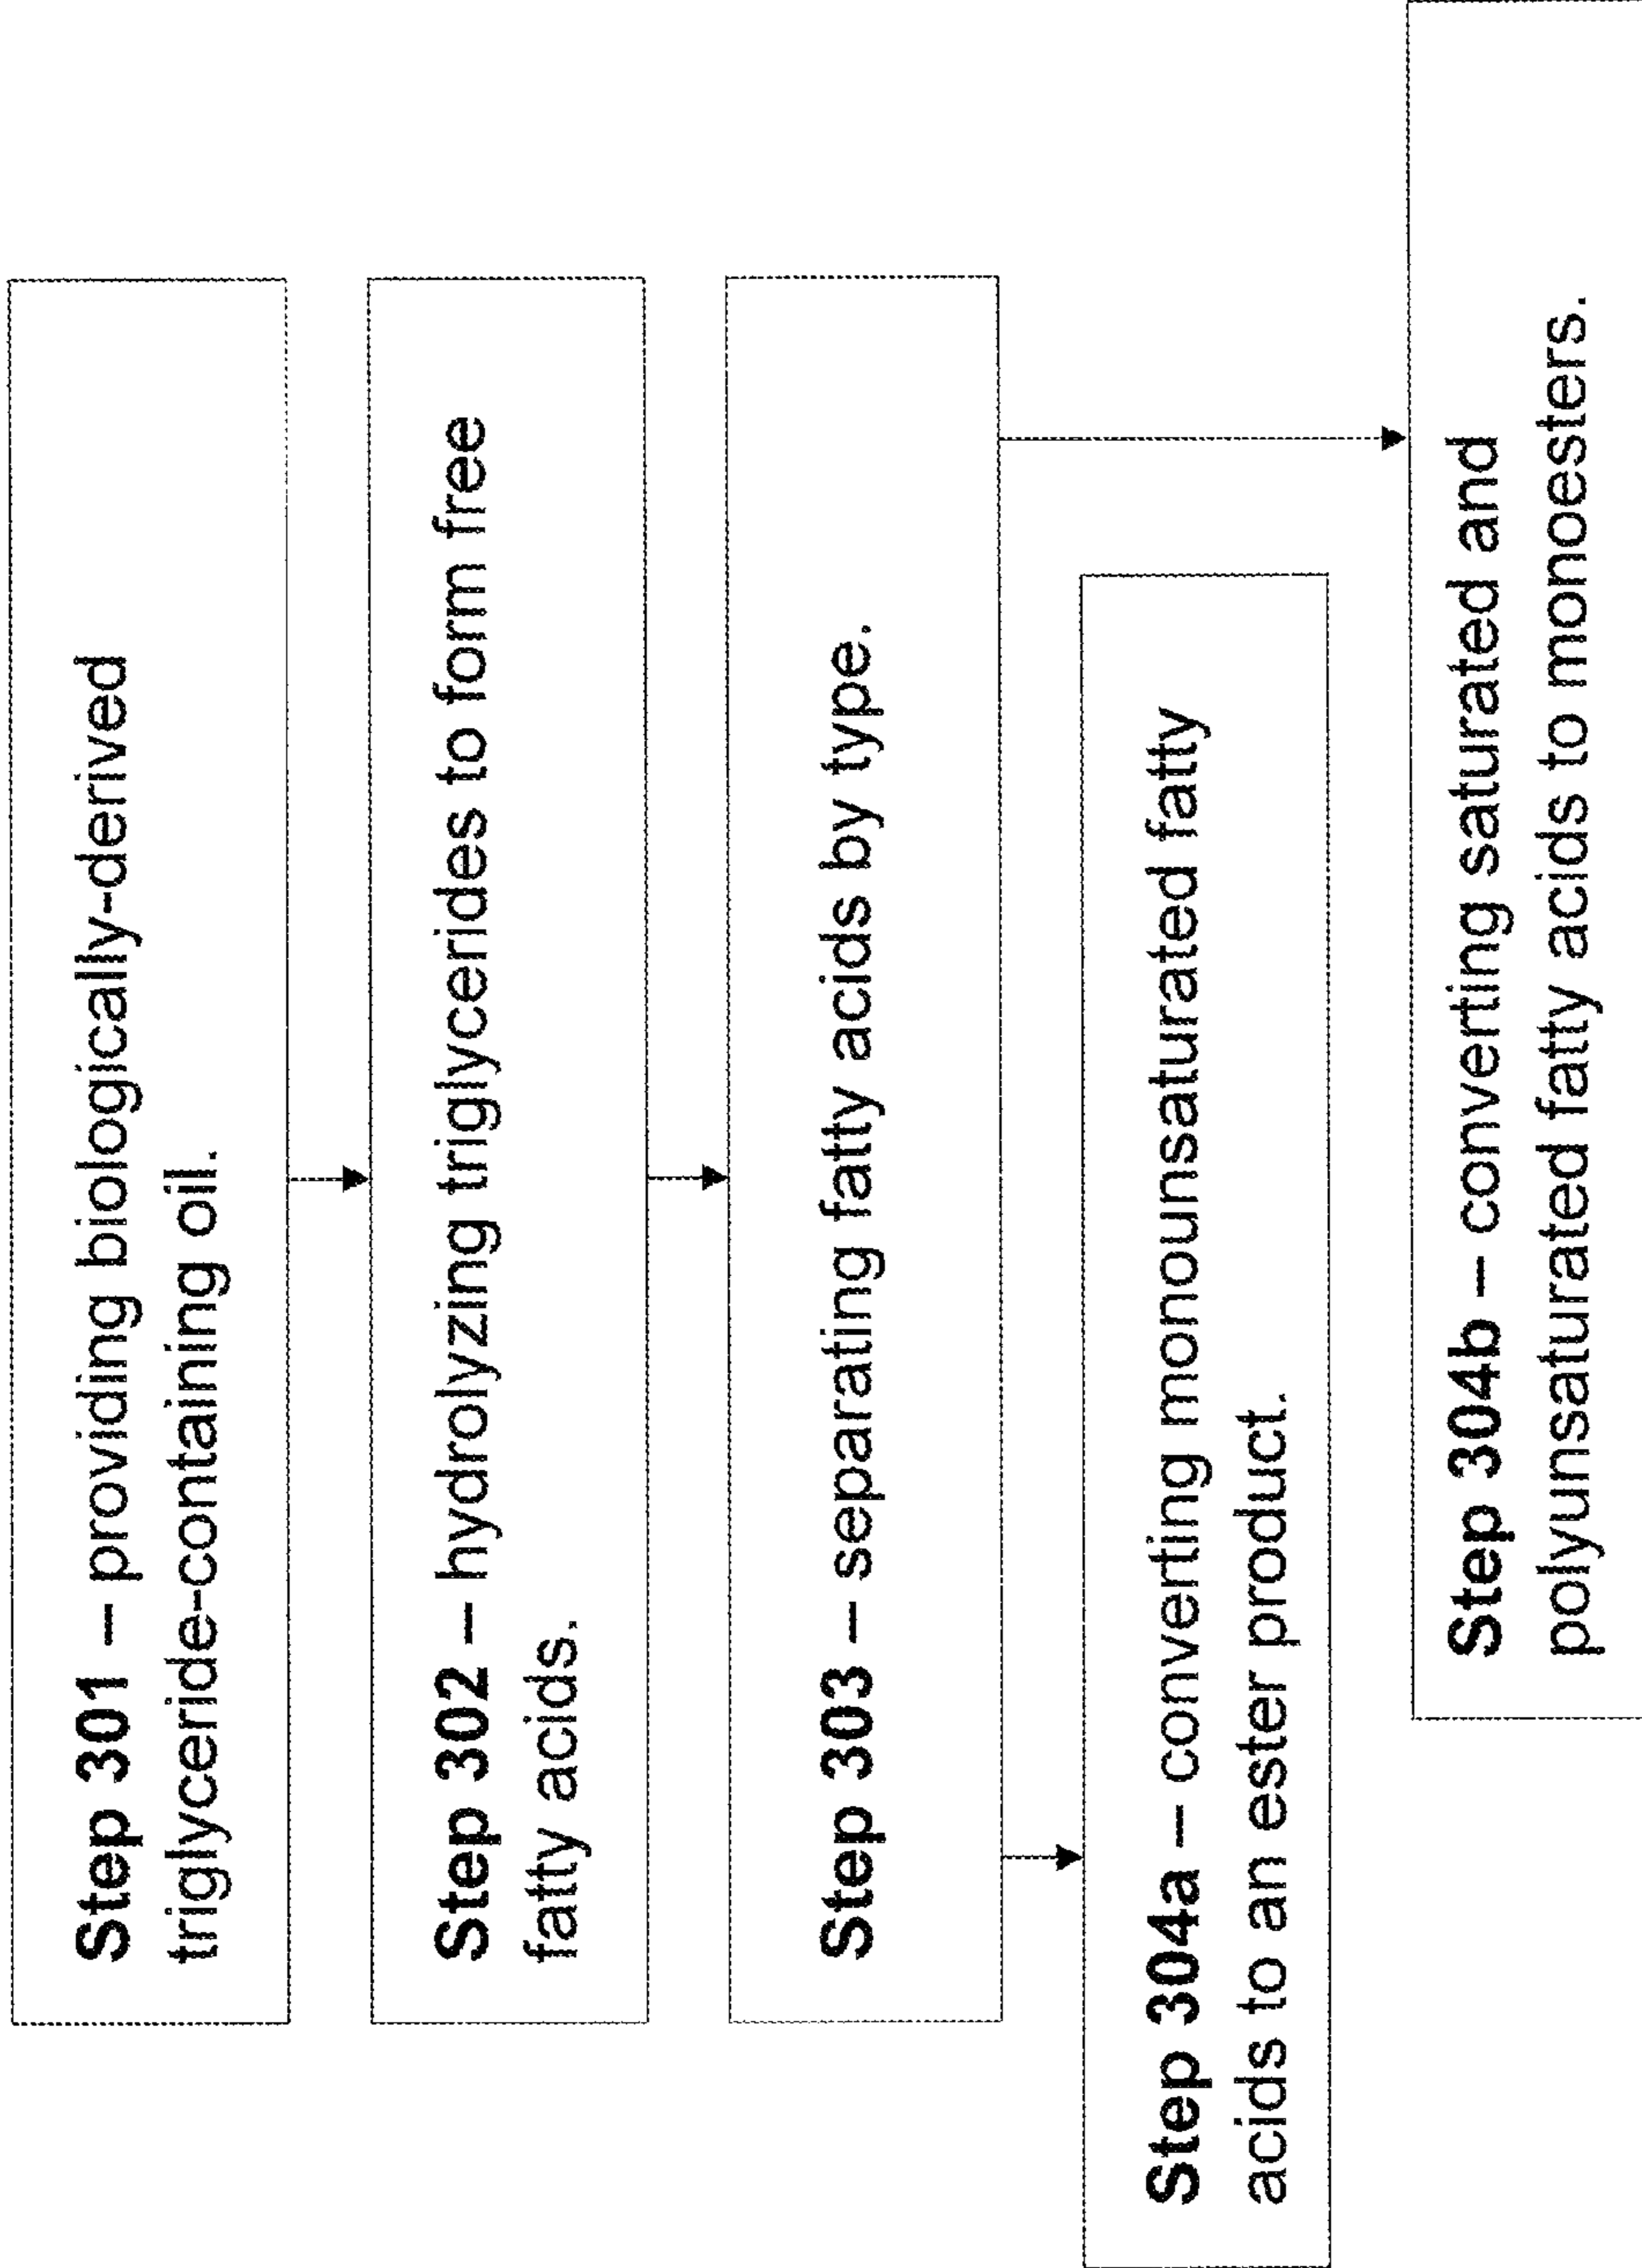 Step 301 – providing biologically-derived
triglyceride-containing oil.
Step 302 – hydrolyzing triglycerides to form free
fatty acids.
Step 303 – separating fatty acids by type.
Step 304a – converting monounsaturated fatty
acids to an ester product.
Step 304b – converting saturated and
polyunsaturated fatty acids to monoesters.